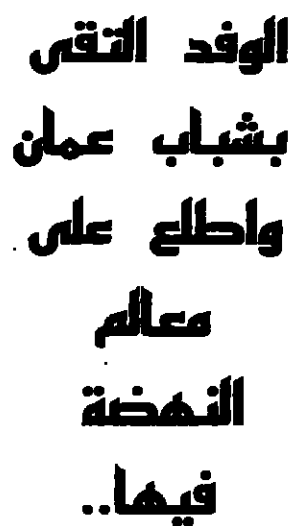 الوفد التقى
بشباب عمان
واطلع على
معالم
النهضة
فيها..